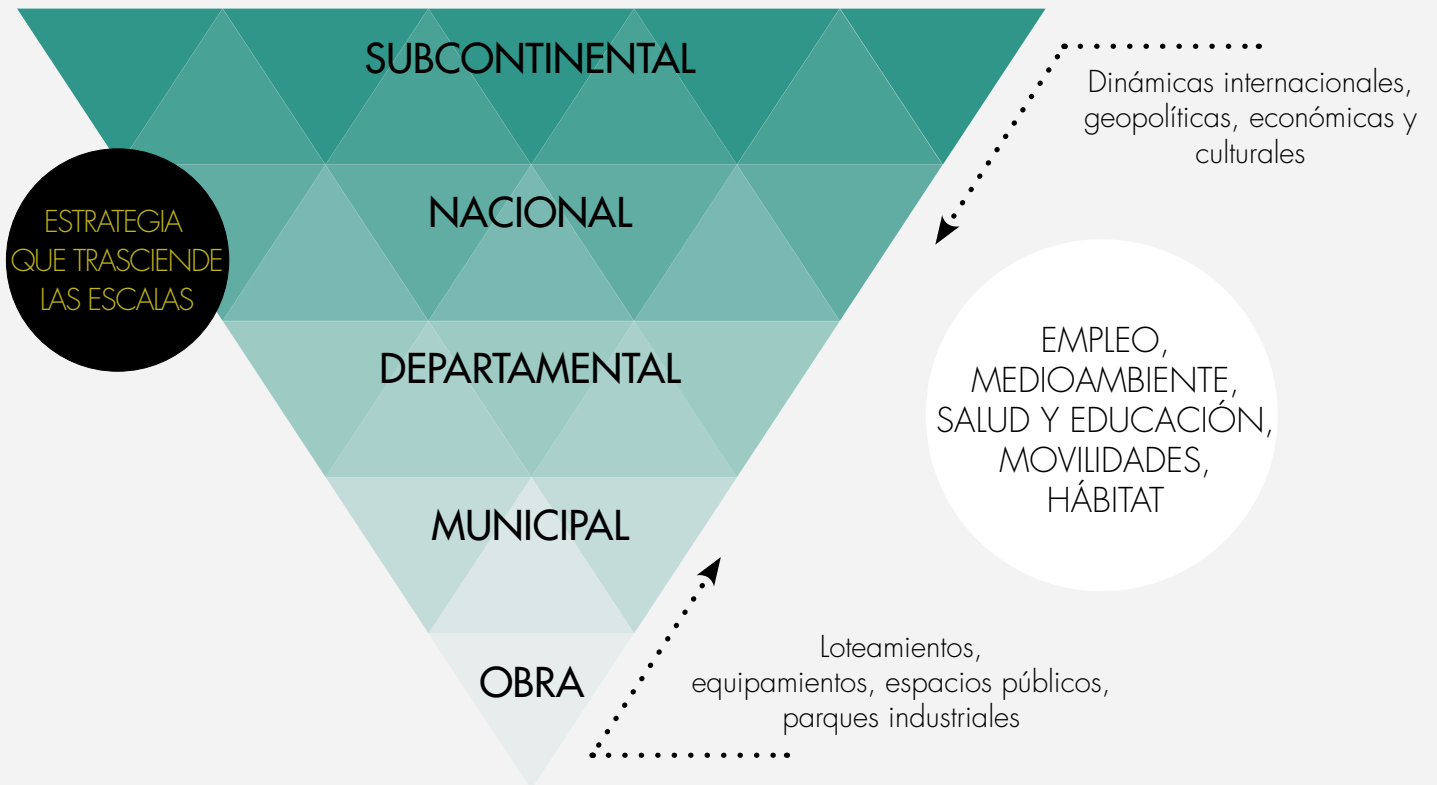 SUBCONTINENTAL
Dinámicas internacionales,
geopolíticas, económicas y
culturales
NACIONAL
ESTRATEGIA
QUE TRASCIENDE
LAS ESCALAS
DEPARTAMENTAL
EMPLEO,
MEDIOAMBIENTE,
SALUD Y EDUCACIÓN,
MOVILIDADES,
HÁBITAT
MUNICIPAL
OBRA
Loteamientos,
equipamientos, espacios públicos,
parques industriales